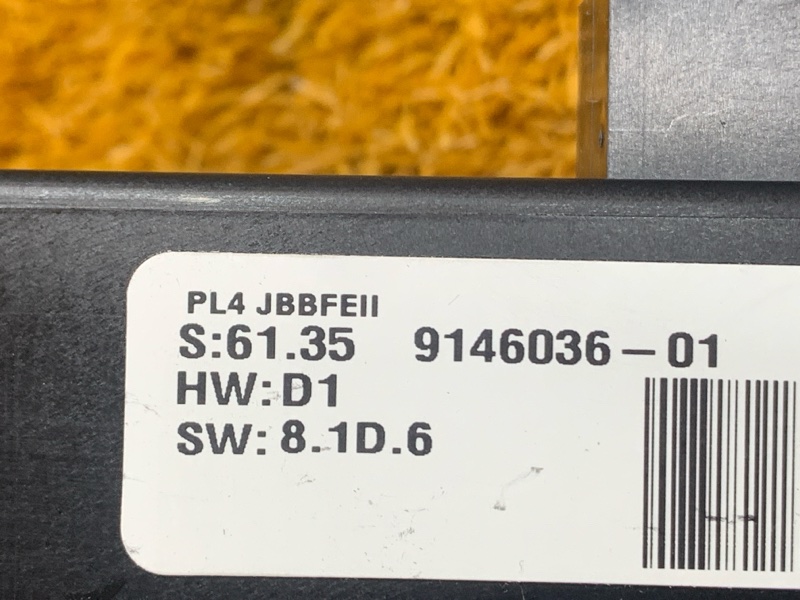 PL4 JBBFEII
S:61.35 9146036-01
HW:D1
SW: 8.1D.6